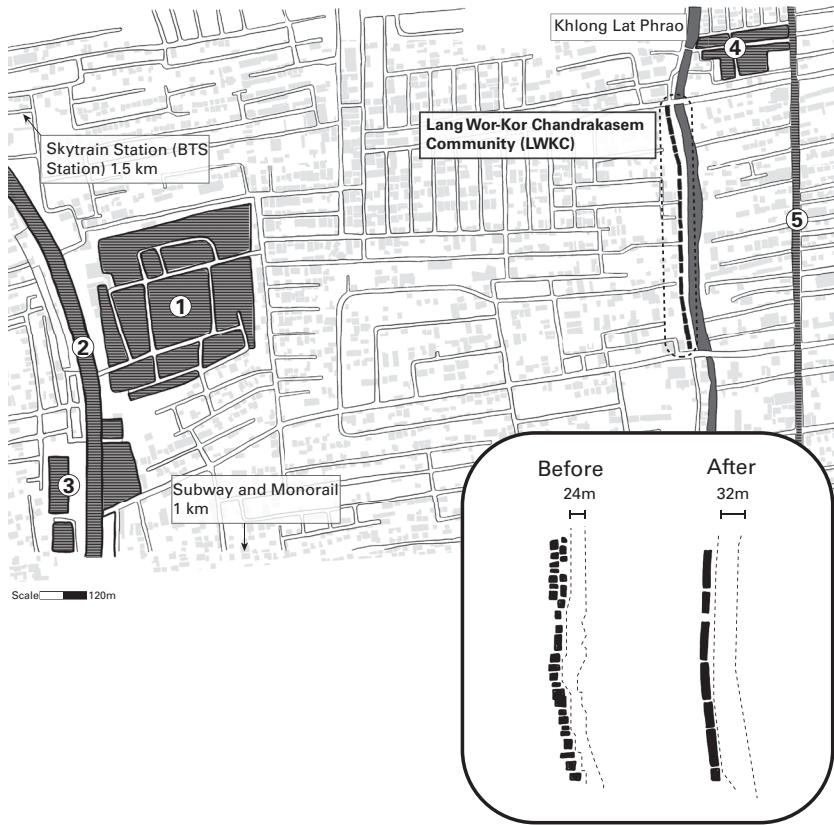 Khlong Lat Phrao
4
Lang Wor-Kor Chandrakasem
Community (LWKC)
Skytrain Station (BTS
Station) 1.5 km
5
1
2
3
Subway and Monorail
1 km
Scale 120m
Before
24m
After
32m